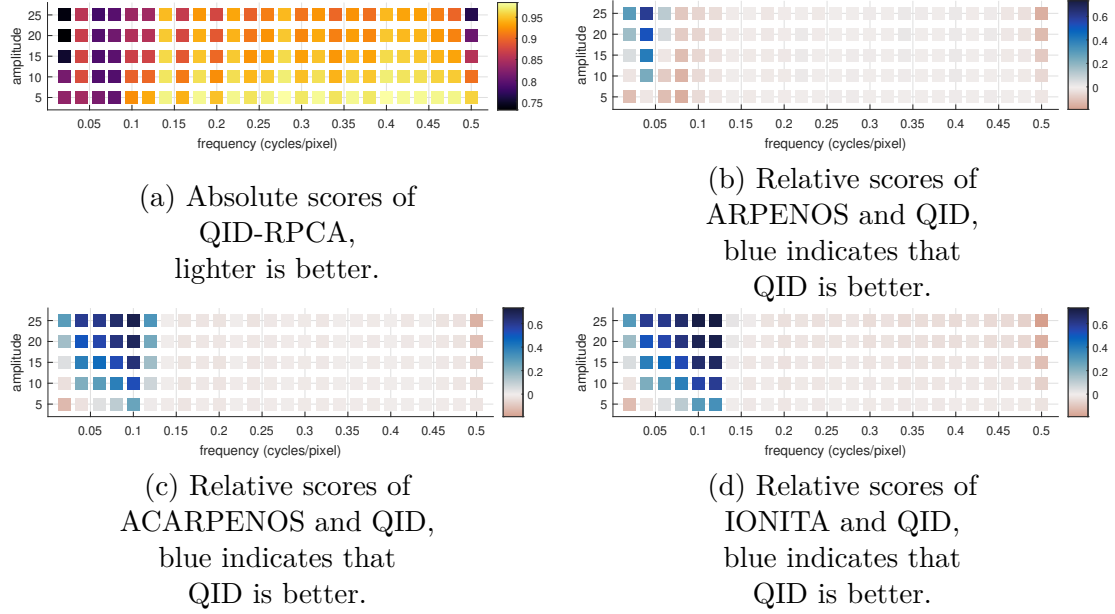 25
20
15
10
5
amplitude
0.05 0.1 0.15 0.2 0.25 0.3 0.35 0.4 0.45 0.5
frequency (cycles/pixel)
0.95
0.9
0.85
0.8
0.75
(a) Absolute scores of
QID-RPCA,
lighter is better.
25
20
15
10
5
amplitude
0.05 0.1 0.15 0.2 0.25 0.3 0.35 0.4 0.45 0.5
frequency (cycles/pixel)
0.6
0.4
0.2
0
(b) Relative scores of
ARPENOS and QID,
blue indicates that
QID is better.
25
20
15
10
5
amplitude
0.05 0.1 0.15 0.2 0.25 0.3 0.35 0.4 0.45 0.5
frequency (cycles/pixel)
0.6
0.4
0.2
0
(c) Relative scores of
ACARPENOS and QID,
blue indicates that
QID is better.
25
20
15
10
5
amplitude
0.05 0.1 0.15 0.2 0.25 0.3 0.35 0.4 0.45 0.5
frequency (cycles/pixel)
0.6
0.4
0.2
0
(d) Relative scores of
IONITA and QID,
blue indicates that
QID is better.